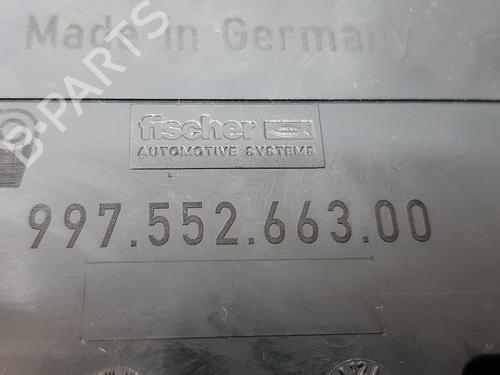 Made in Germany
fischer
AUTOMOTIVE SYSTEMS
997.552.663.00
B-PARTS